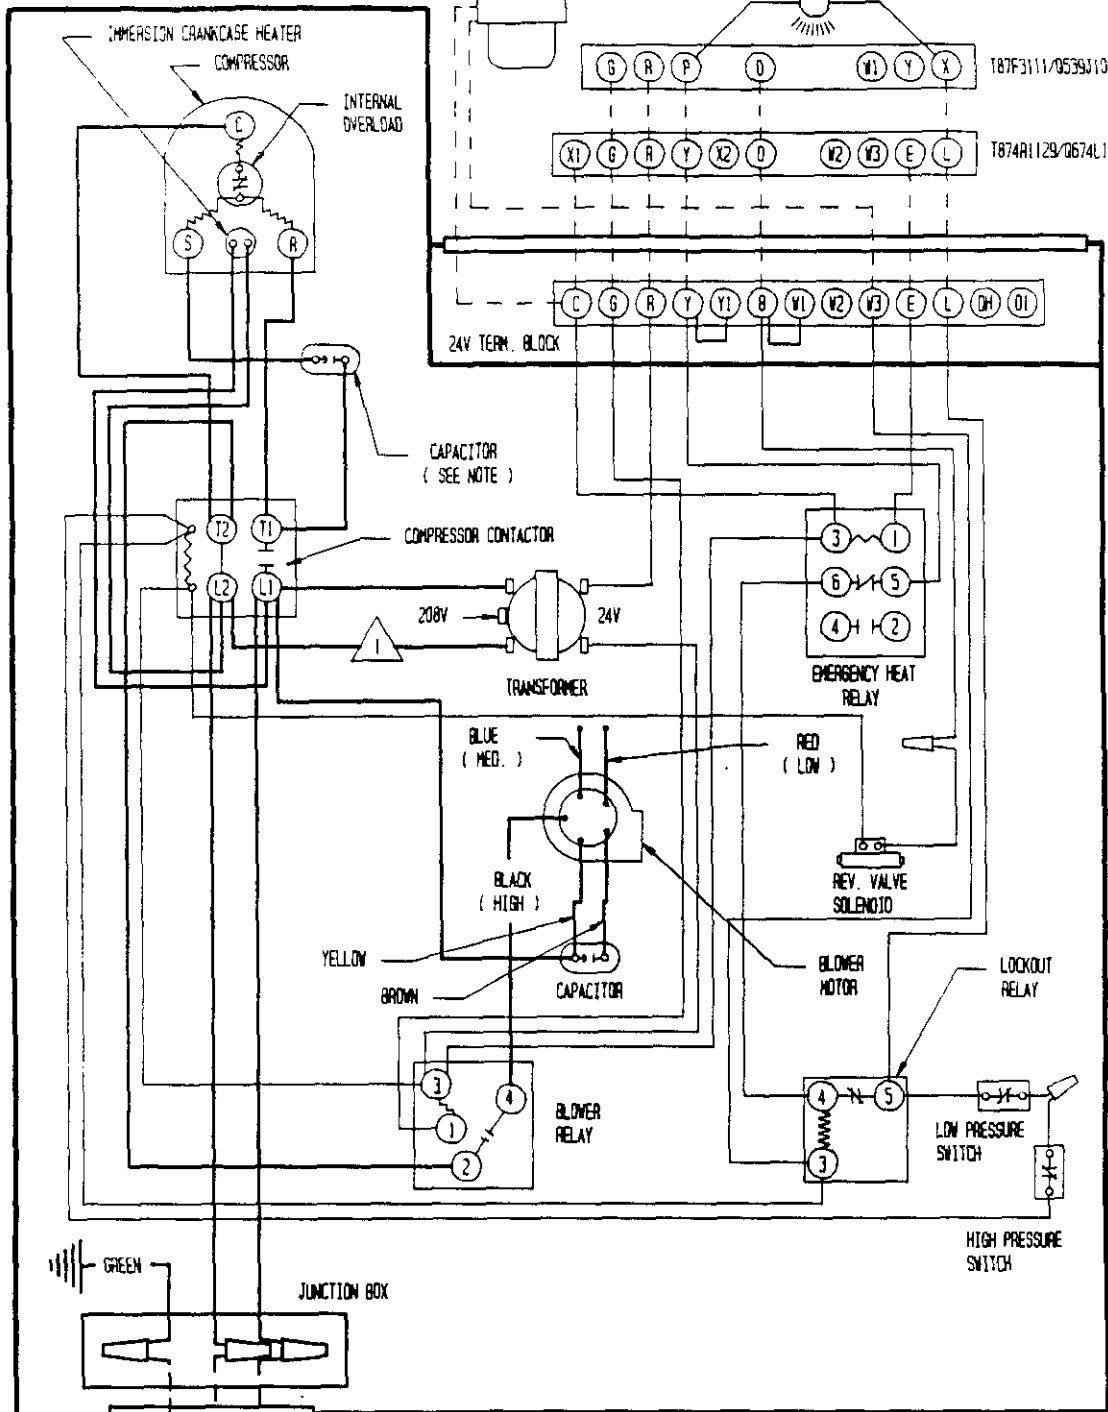 IMMERSION CRANKCASE HEATER
COMPRESSOR
INTERNAL
OVERLOAD
C
S
R
G R P O W1 Y X
T87F3111/Q539J10
X1 G R Y X2 O W2 W3 E L
T874A1129/Q674L1
C G R Y Y1 B W1 W2 W3 E L DH O1
24V TERM. BLOCK
CAPACITOR
( SEE NOTE )
T2 T1
L2 L1
COMPRESSOR CONTACTOR
208V
24V
1
TRANSFORMER
3 1
6 5
4 2
EMERGENCY HEAT
RELAY
BLUE
( MED. )
RED
( LOW )
BLACK
( HIGH )
YELLOW
BROWN
CAPACITOR
REV. VALVE
SOLENOID
BLOWER
MOTOR
LOCKOUT
RELAY
3
4
1
2
BLOWER
RELAY
4 5
3
LOW PRESSURE
SWITCH
HIGH PRESSURE
SWITCH
GREEN
JUNCTION BOX